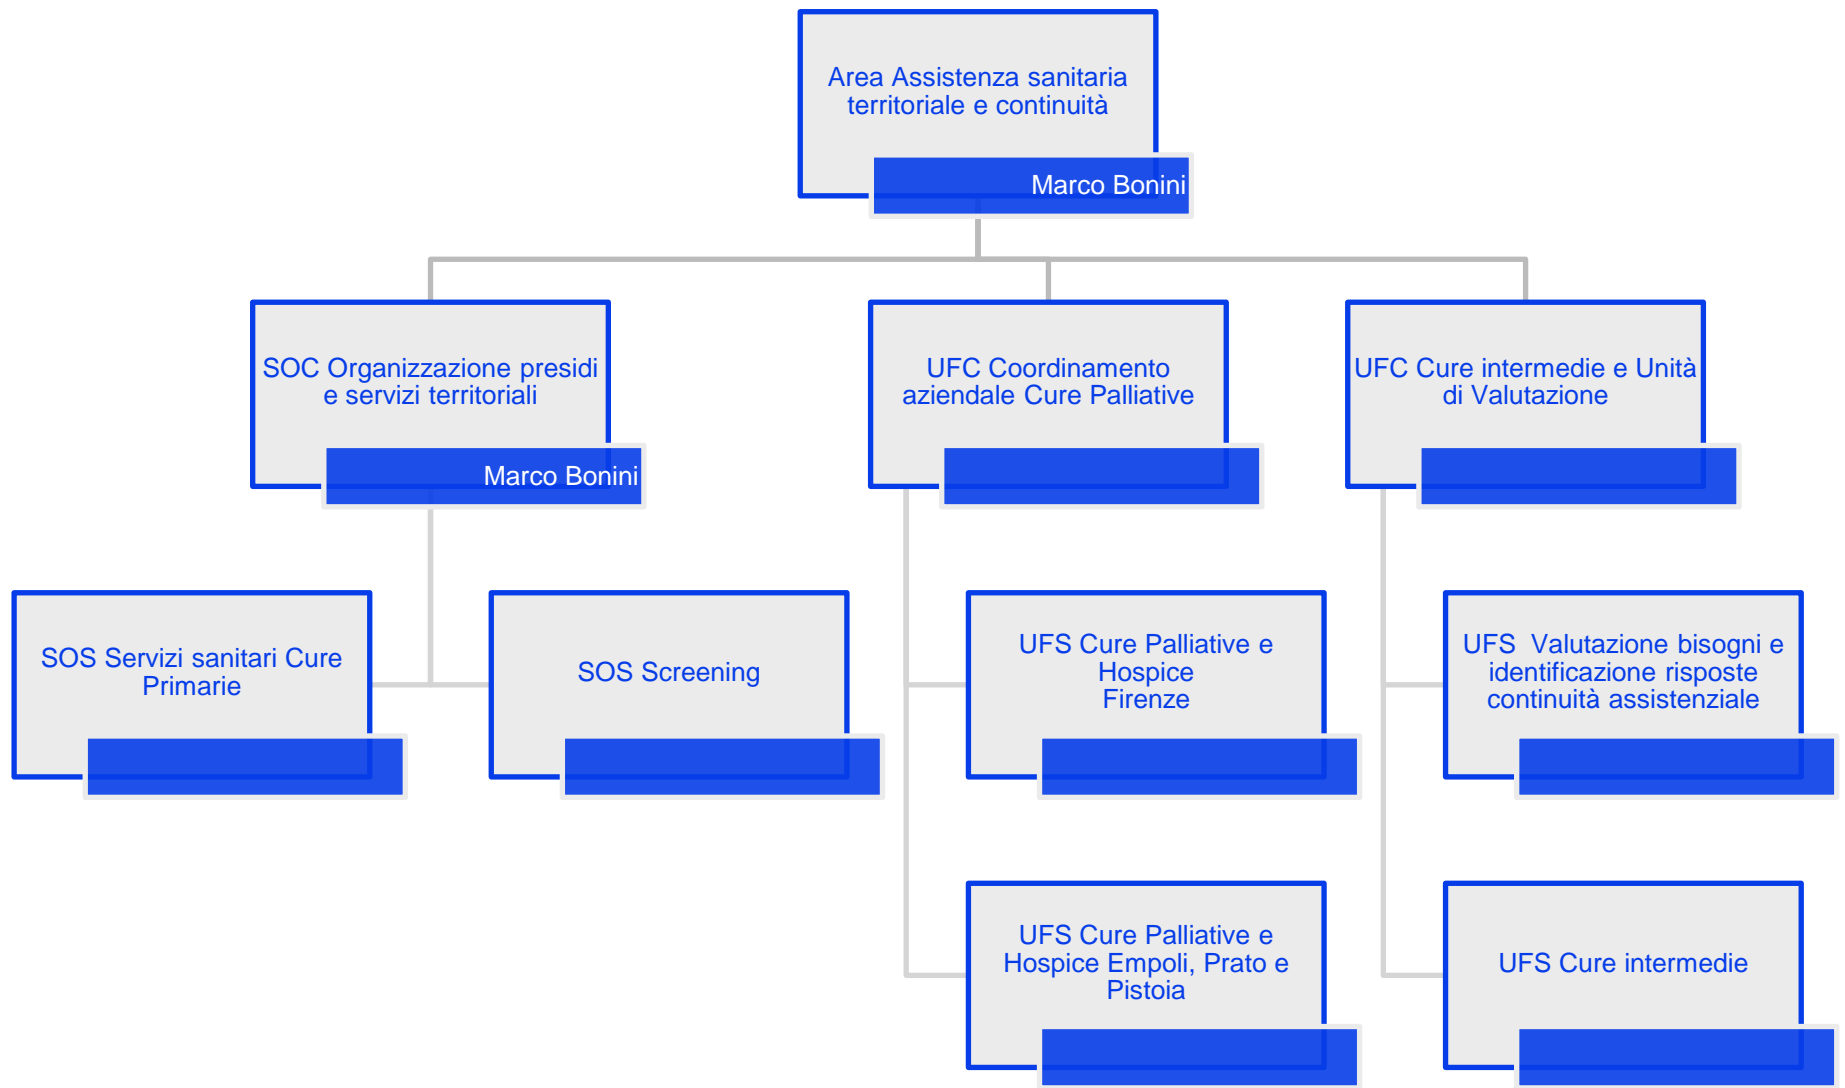 Area Assistenza sanitaria
territoriale e continuità
Marco Bonini
SOC Organizzazione presidi
e servizi territoriali
Marco Bonini
UFC Coordinamento
aziendale Cure Palliative
UFC Cure intermedie e Unità
di Valutazione
SOS Servizi sanitari Cure
Primarie
SOS Screening
UFS Cure Palliative e
Hospice
Firenze
UFS  Valutazione bisogni e
identificazione risposte
continuità assistenziale
UFS Cure Palliative e
Hospice Empoli, Prato e
Pistoia
UFS Cure intermedie